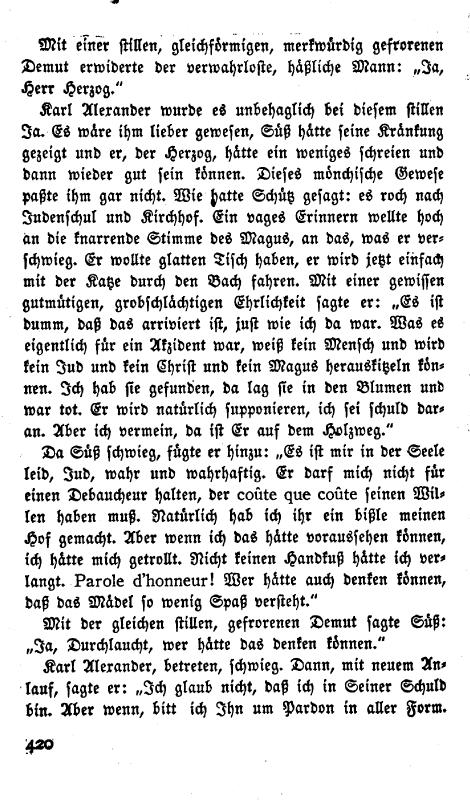 Mit einer stillen, gleichförmigen, merkwürdig gefrorenen
Demut erwiderte der verwahrloste, häßliche Mann: „Ja,
Herr Herzog.“
Karl Alexander wurde es unbehaglich bei diesem stillen
Ja. Es wäre ihm lieber gewesen, Süß hätte seine Kränkung
gezeigt und er, der Herzog, hätte ein weniges schreien und
dann wieder gut sein können. Dieses mönchische Gewese
paßte ihm gar nicht. Wie hatte Schütz gesagt: es roch nach
Judenschul und Kirchhof. Ein vages Erinnern wellte hoch
an die knarrende Stimme des Magus, an das, was er ver-
schwieg. Er wollte glatten Tisch haben, er wird jetzt einfach
mit der Katze durch den Bach fahren. Mit einer gewissen
gutmütigen, grobschlächtigen Ehrlichkeit sagte er: „Es ist
dumm, daß das arriviert ist, just wie ich da war. Was es
eigentlich für ein Akzident war, weiß kein Mensch und wird
kein Jud und kein Christ und kein Magus herauskitzeln kön-
nen. Ich hab sie gefunden, da lag sie in den Blumen und
war tot. Er wird natürlich supponieren, ich sei schuld dar-
an. Aber ich vermein, da ist Er auf dem Holzweg.“
Da Süß schwieg, fügte er hinzu: „Es ist mir in der Seele
leid, Jud, wahr und wahrhaftig. Er darf mich nicht für
einen Debaucheur halten, der coûte que coûte seinen Wil-
len haben muß. Natürlich hab ich ihr ein bißle meinen
Hof gemacht. Aber wenn ich das hätte voraussehen können,
ich hätte mich getrollt. Nicht keinen Handkuß hätte ich ver-
langt. Parole d'honneur! Wer hätte auch denken können,
daß das Mädel so wenig Spaß versteht.“
Mit der gleichen stillen, gefrorenen Demut sagte Süß:
„Ja, Durchlaucht, wer hätte das denken können.“
Karl Alexander, betreten, schwieg. Dann, mit neuem An-
lauf, sagte er: „Ich glaub nicht, daß ich in Seiner Schuld
bin. Aber wenn, bitt ich Ihn um Pardon in aller Form.
420